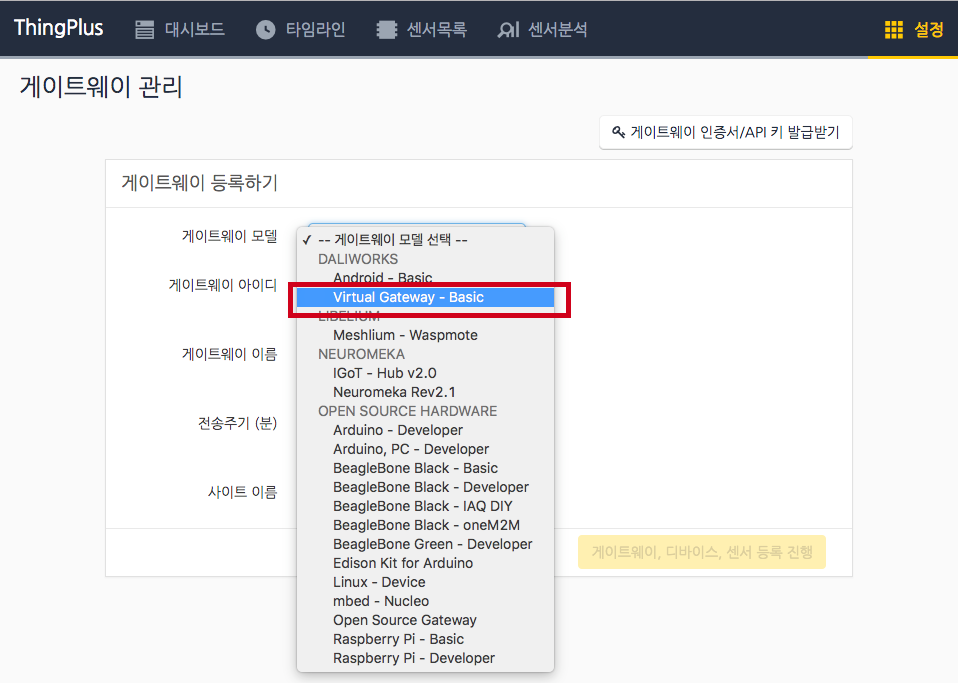 ThingPlus 대시보드 타임라인 센서목록 센서분석 설정
게이트웨이 관리
게이트웨이 인증서/API 키 발급받기
게이트웨이 등록하기
게이트웨이 모델
게이트웨이 아이디
게이트웨이 이름
전송주기 (분)
사이트 이름
✓ -- 게이트웨이 모델 선택 --
DALIWORKS
Android - Basic
Virtual Gateway - Basic
LIBELIUM
Meshlium - Waspmote
NEUROMEKA
IGoT - Hub v2.0
Neuromeka Rev2.1
OPEN SOURCE HARDWARE
Arduino - Developer
Arduino, PC - Developer
BeagleBone Black - Basic
BeagleBone Black - Developer
BeagleBone Black - IAQ DIY
BeagleBone Black - oneM2M
BeagleBone Green - Developer
Edison Kit for Arduino
Linux - Device
mbed - Nucleo
Open Source Gateway
Raspberry Pi - Basic
Raspberry Pi - Developer
게이트웨이, 디바이스, 센서 등록 진행